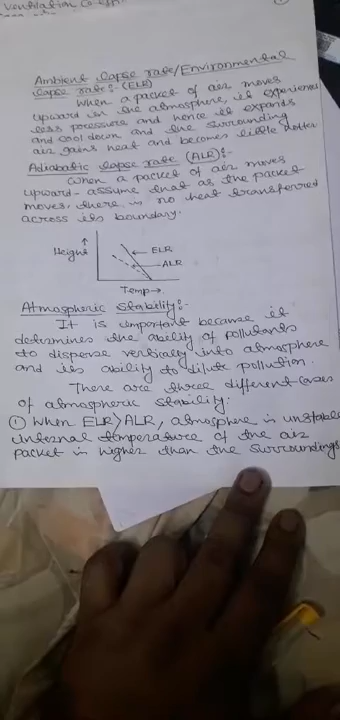 Ventilation Co-eff
Ambient lapse rate/Environmental
lapse rate:- (ELR)
When a packet of air moves
upward in the atmosphere, it experiences
less pressure and hence it expands
and cool down and the surrounding
air gains heat and becomes little hotter
Adiabatic lapse rate (ALR):-
When a packet of air moves
upward- assume that as the packet
moves, there is no heat transferred
across its boundary.
Height ↑
ELR
ALR
Temp→
Atmospheric Stability:-
It is important because it
determines the ability of pollutants
to disperse vertically into atmosphere
and its ability to dilute pollution.
There are three different cases
of atmospheric stability:
① When ELR>ALR, atmosphere is unstable
internal temperature of the air
packet is higher than the surroundings